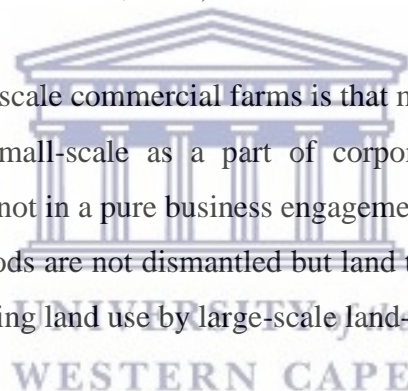 scale commercial farms is that
mall-scale as a part of corpor
not in a pure business engageme
ods are not dismantled but land
ing land use by large-scale land-
UNIVERSITY of the
WESTERN CAPE